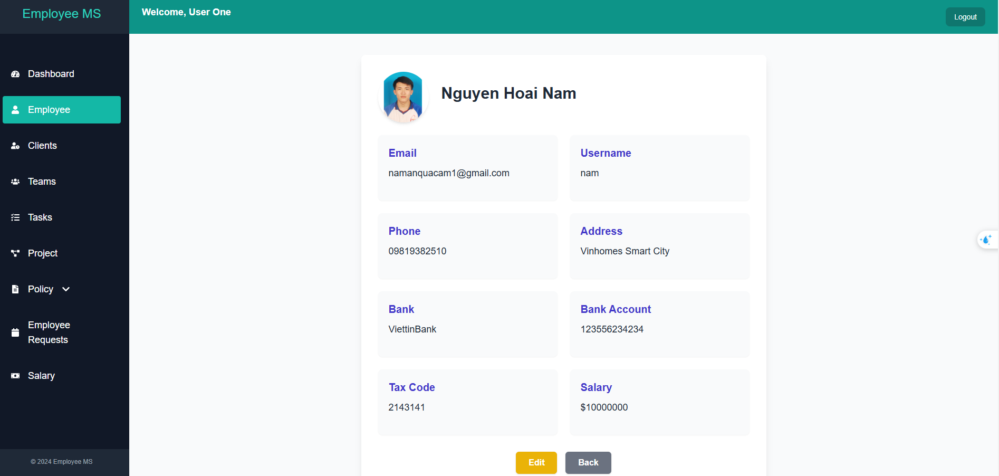 Employee MS
Welcome, User One
Logout
Dashboard
Employee
Clients
Teams
Tasks
Project
Policy
Employee
Requests
Salary
© 2024 Employee MS
Nguyen Hoai Nam
Email
namanquacam1@gmail.com
Username
nam
Phone
09819382510
Address
Vinhomes Smart City
Bank
ViettinBank
Bank Account
123556234234
Tax Code
2143141
Salary
$10000000
Edit
Back